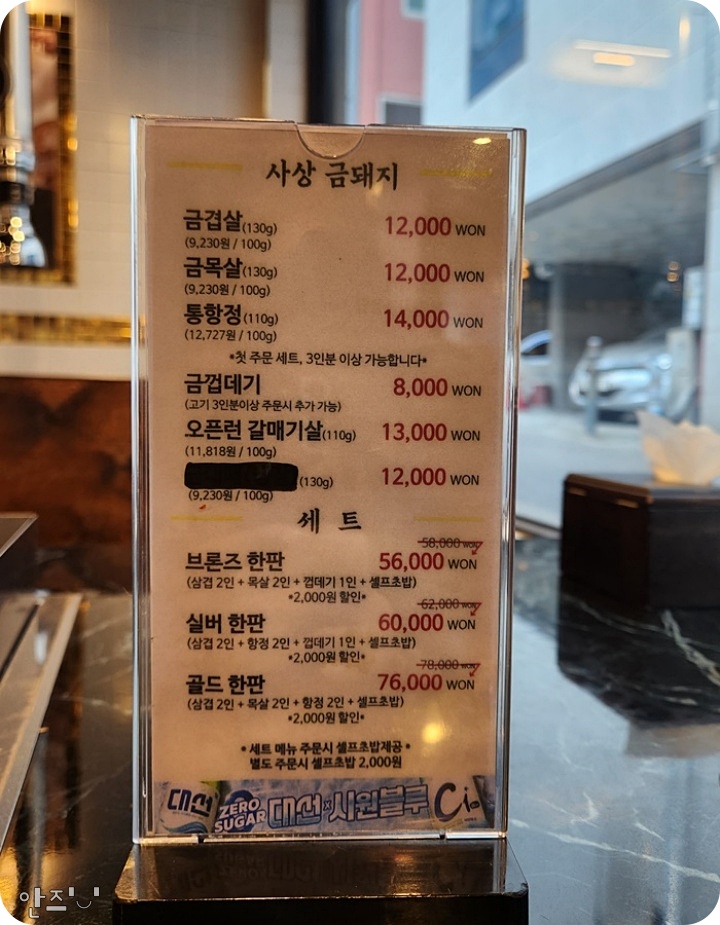 사상 금돼지
금겹살(130g) 12,000 WON
(9,230원 / 100g)
금목살(130g) 12,000 WON
(9,230원 / 100g)
통항정(110g) 14,000 WON
(12,727원 / 100g)
*첫 주문 세트, 3인분 이상 가능합니다*
금껍데기 8,000 WON
(고기 3인분이상 주문시 추가 가능)
오픈런 갈매기살(110g) 13,000 WON
(11,818원 / 100g)
(130g) 12,000 WON
(9,230원 / 100g)
세 트
58,000 WON
브론즈 한판 56,000 WON
(삼겹 2인 + 목살 2인 + 껍데기 1인 + 셀프초밥)
*2,000원 할인*
62,000 WON
실버 한판 60,000 WON
(삼겹 2인 + 항정 2인 + 껍데기 1인 + 셀프초밥)
*2,000원 할인*
78,000 WON
골드 한판 76,000 WON
(삼겹 2인 + 목살 2인 + 항정 2인 + 셀프초밥)
*2,000원 할인*
* 세트 메뉴 주문시 셀프초밥제공 *
별도 주문시 셀프초밥 2,000원
대선 ZERO SUGAR 대선 x 시원블루 C1
안즈